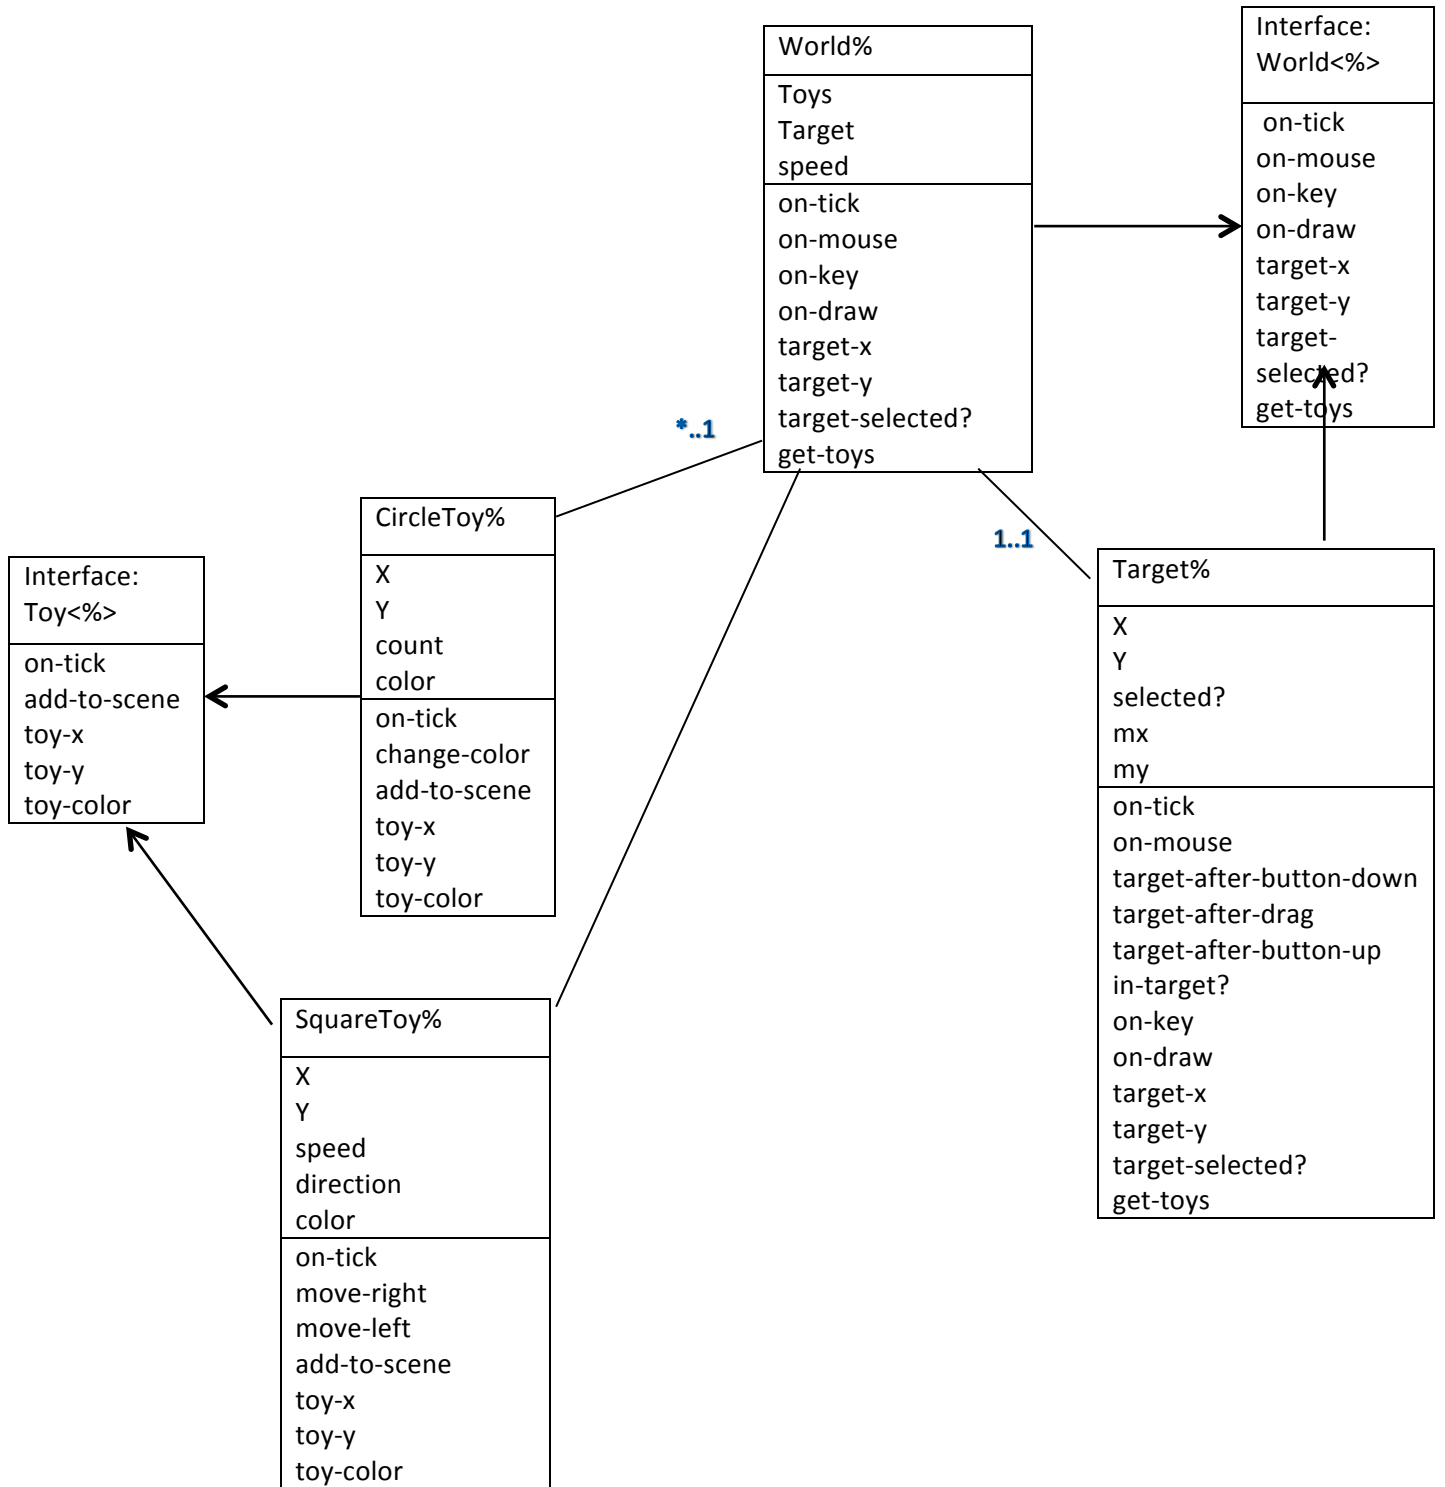 World%
Toys
Target
speed
on-tick
on-mouse
on-key
on-draw
target-x
target-y
target-selected?
get-toys
Interface:
World<%>
on-tick
on-mouse
on-key
on-draw
target-x
target-y
target-
selected?
get-toys
*..1
1..1
CircleToy%
X
Y
count
color
on-tick
change-color
add-to-scene
toy-x
toy-y
toy-color
Interface:
Toy<%>
on-tick
add-to-scene
toy-x
toy-y
toy-color
Target%
X
Y
selected?
mx
my
on-tick
on-mouse
target-after-button-down
target-after-drag
target-after-button-up
in-target?
on-key
on-draw
target-x
target-y
target-selected?
get-toys
SquareToy%
X
Y
speed
direction
color
on-tick
move-right
move-left
add-to-scene
toy-x
toy-y
toy-color